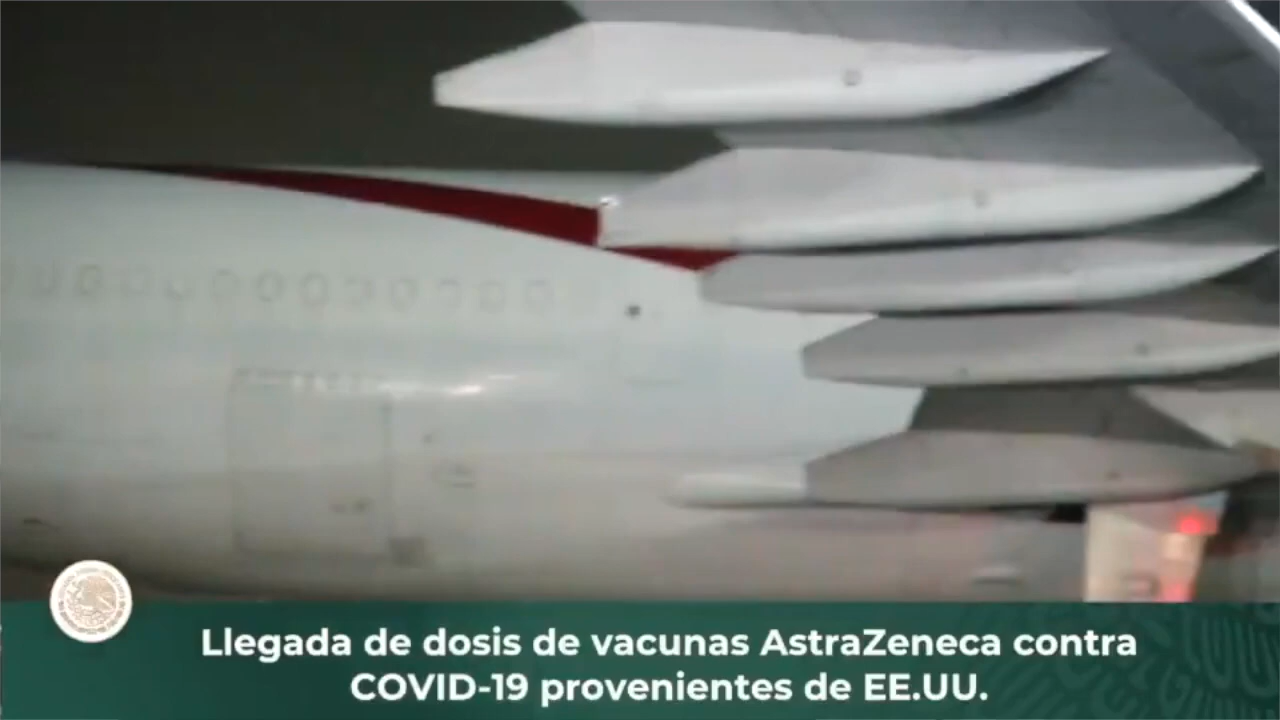 Llegada de dosis de vacunas AstraZeneca contra
COVID-19 provenientes de EE.UU.